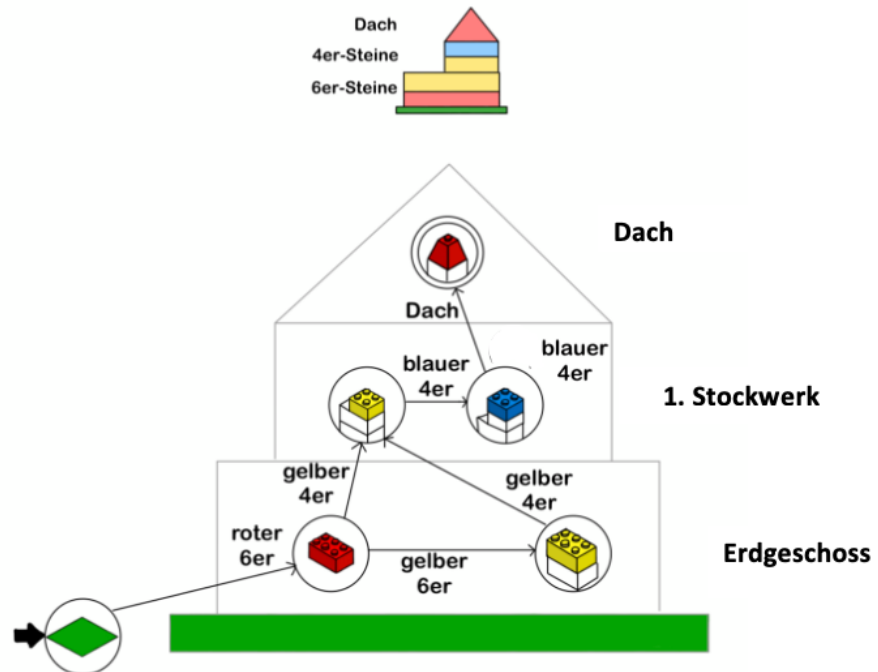 Dach
4er-Steine
6er-Steine
Dach
Dach
blauer
4er
blauer
4er
1. Stockwerk
gelber
4er
gelber
4er
roter
6er
gelber
6er
Erdgeschoss